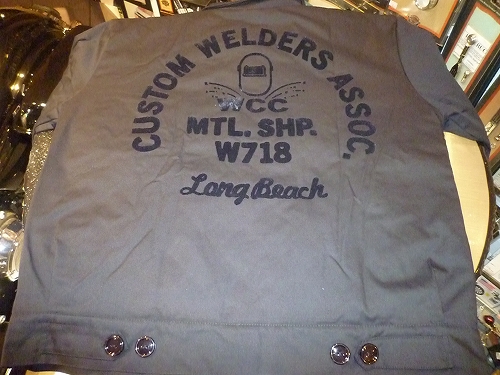 CUSTOM WELDERS ASSOC.
WCC
MTL. SHP.
W718
Long Beach